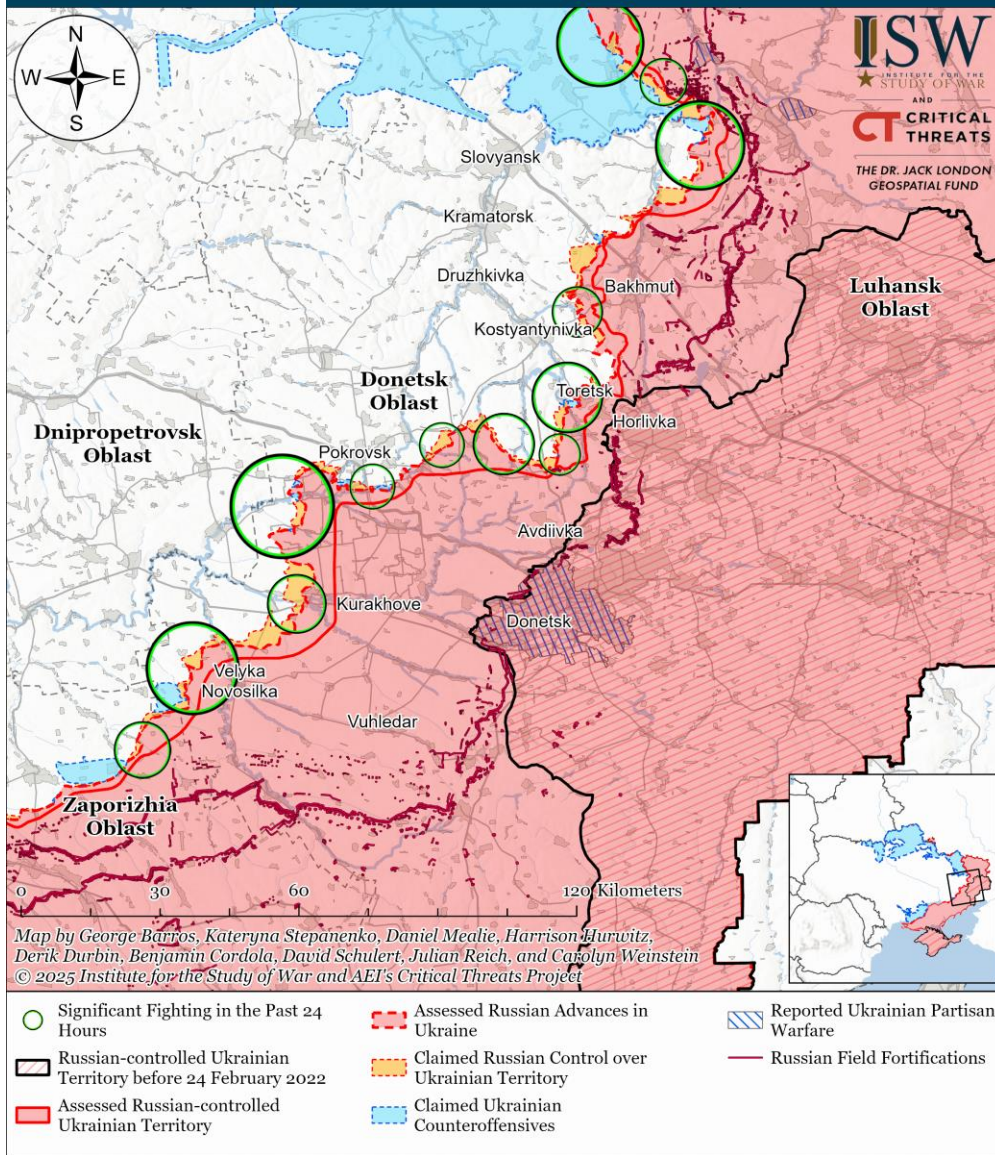 N
W E
S
ISW
INSTITUTE FOR THE
STUDY OF WAR
AND
CT CRITICAL
THREATS
THE DR. JACK LONDON
GEOSPATIAL FUND
Slovyansk
Kramatorsk
Druzhkivka
Bakhmut
Luhansk
Oblast
Kostyantynivka
Donetsk
Oblast
Toretsk
Horlivka
Dnipropetrovsk
Oblast
Pokrovsk
Avdiivka
Kurakhove
Donetsk
Velyka
Novosilka
Vuhledar
Zaporizhia
Oblast
0 30 60 120 Kilometers
Map by George Barros, Kateryna Stepanenko, Daniel Mealie, Harrison Hurwitz,
Derik Durbin, Benjamin Cordola, David Schulert, Julian Reich, and Carolyn Weinstein
© 2025 Institute for the Study of War and AEI's Critical Threats Project
Significant Fighting in the Past 24
Hours
Russian-controlled Ukrainian
Territory before 24 February 2022
Assessed Russian-controlled
Ukrainian Territory
Assessed Russian Advances in
Ukraine
Claimed Russian Control over
Ukrainian Territory
Claimed Ukrainian
Counteroffensives
Reported Ukrainian Partisan
Warfare
Russian Field Fortifications